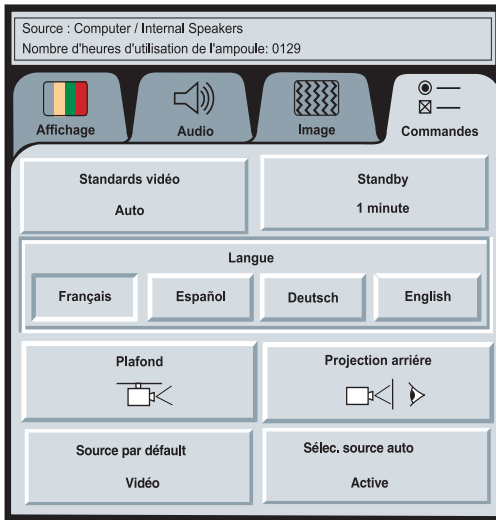 Source : Computer / Internal Speakers
Nombre d'heures d'utilisation de l'ampoule: 0129
Affichage
Audio
Image
Commandes
Standards vidéo
Auto
Standby
1 minute
Langue
Français
Español
Deutsch
English
Plafond
Projection arriére
Source par défault
Vidéo
Sélec. source auto
Active